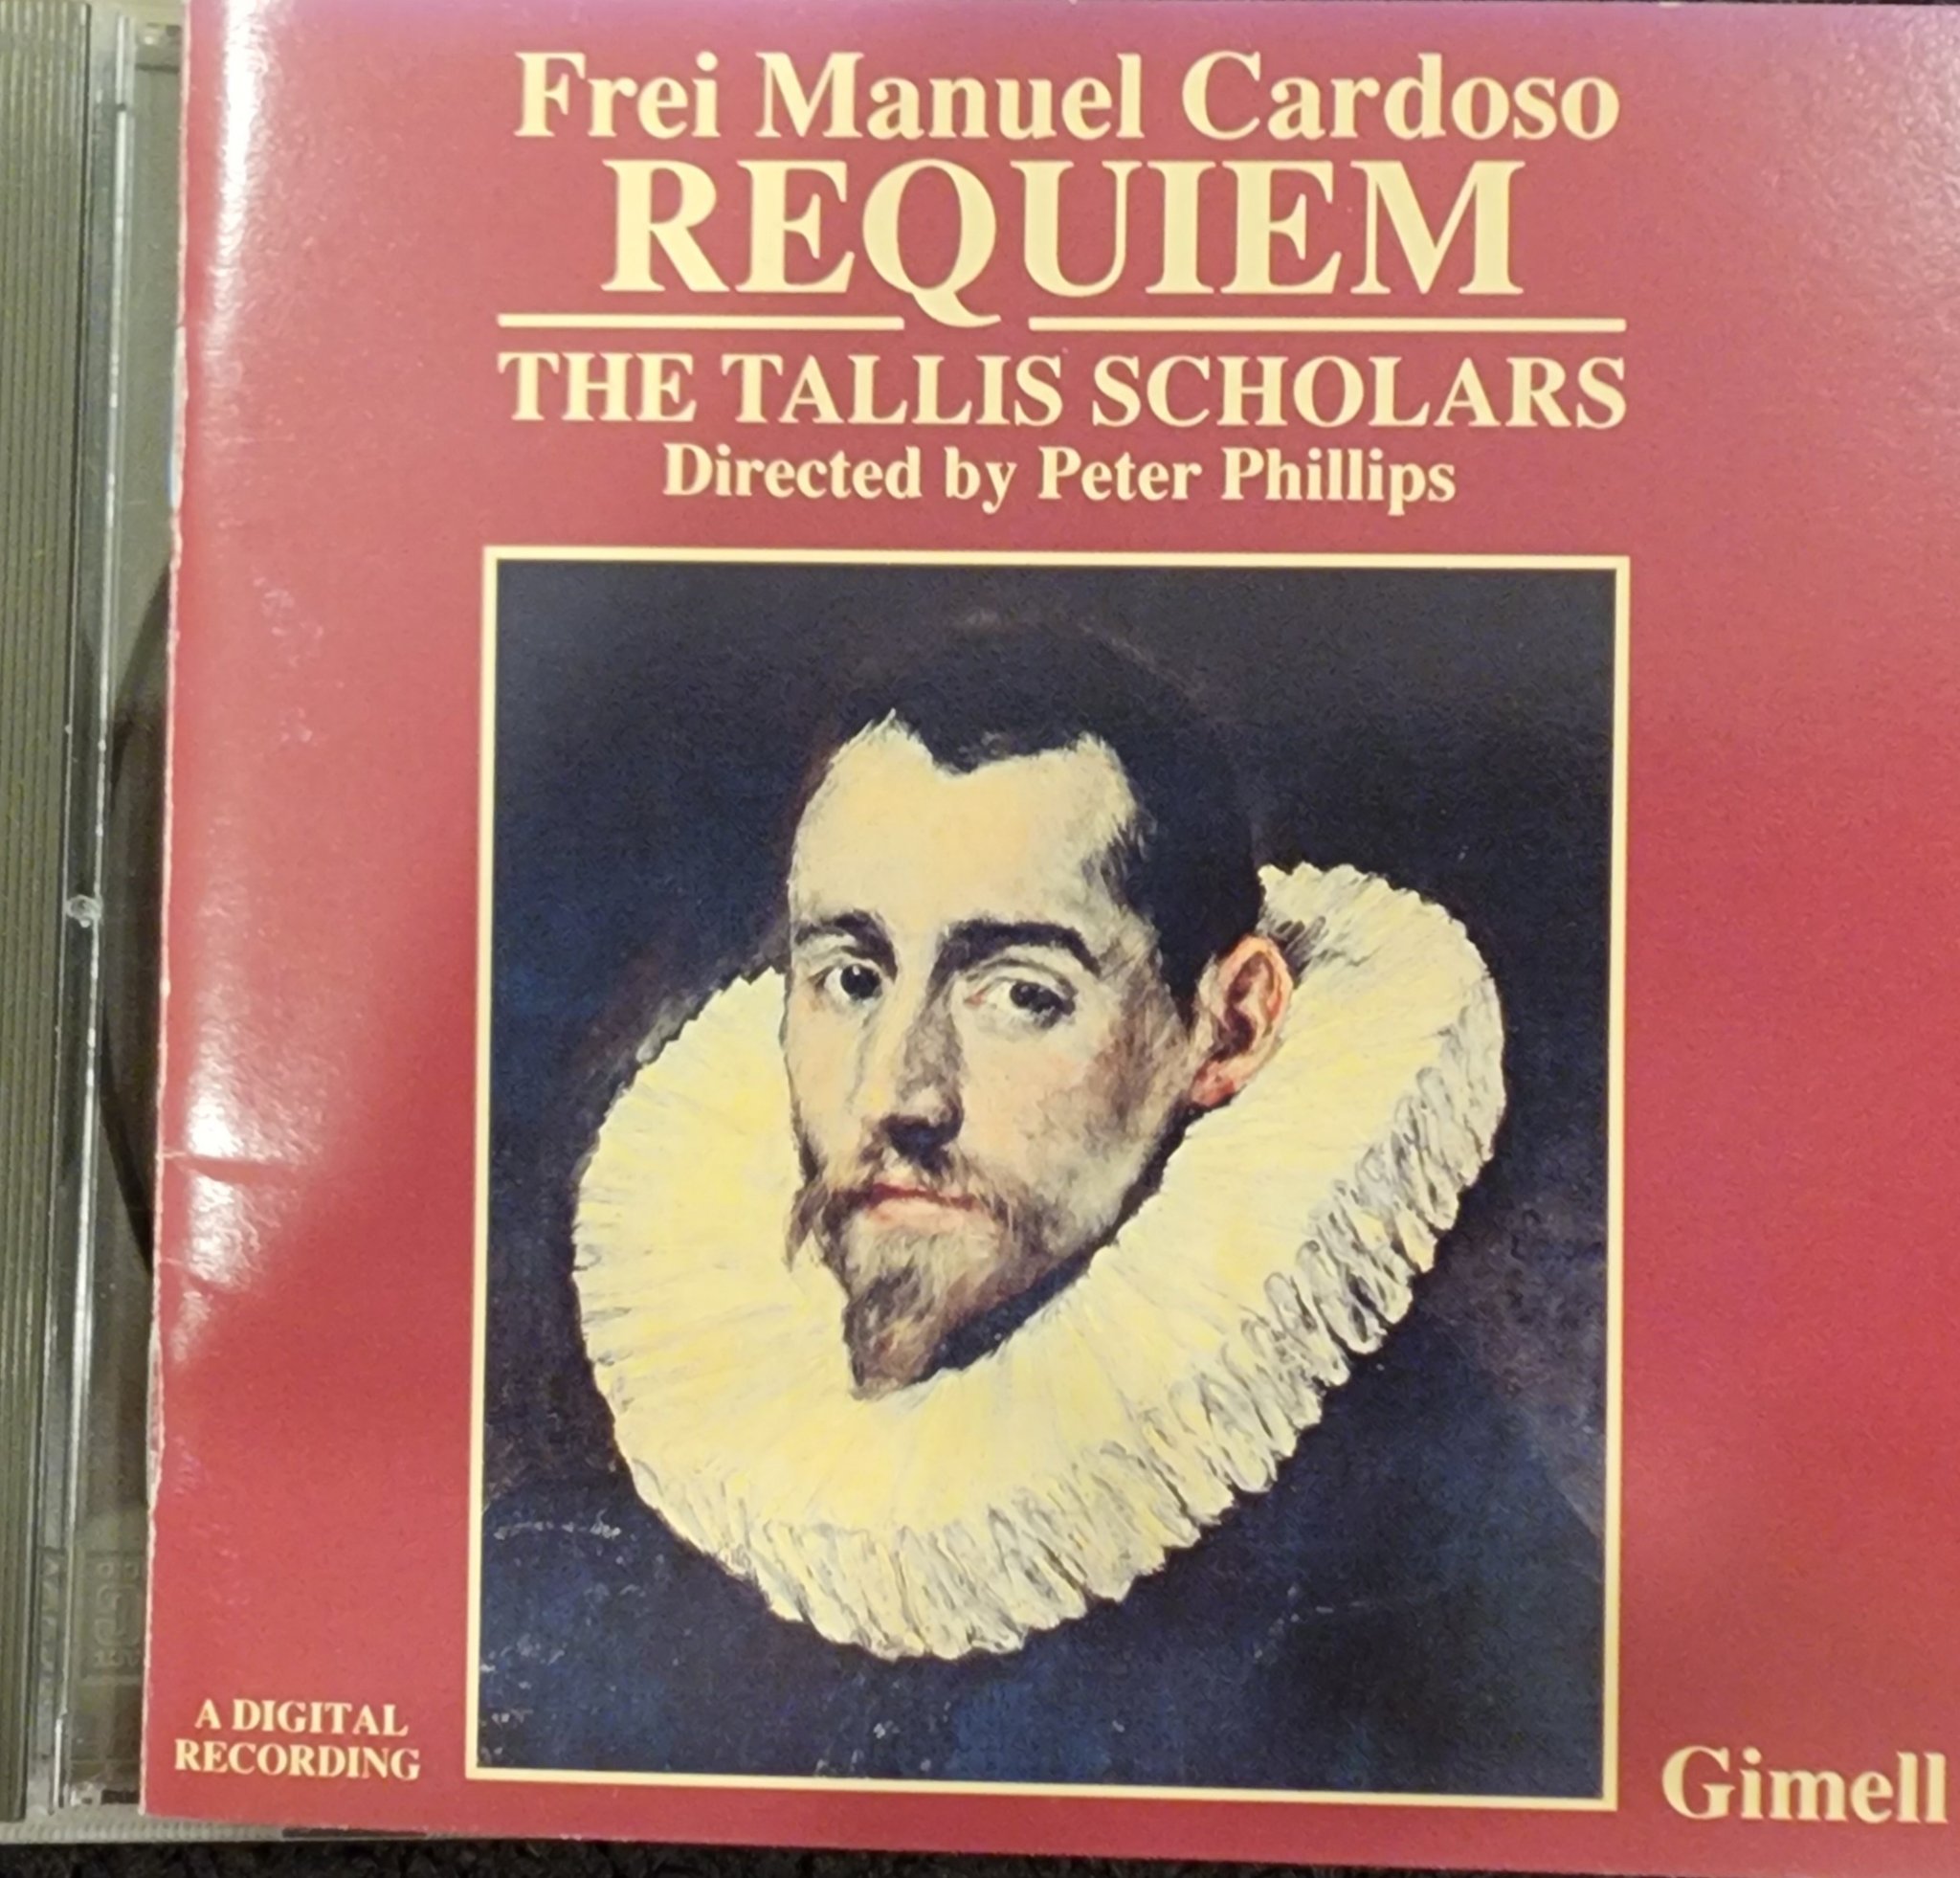 Frei Manuel Cardoso
REQUIEM
THE TALLIS SCHOLARS
Directed by Peter Phillips
A DIGITAL
RECORDING
Gimell